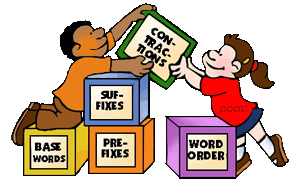 CON-
TRAC-
TIONS
SUF-
FIXES
BASE
WORDS
PRE-
FIXES
WORD
ORDER